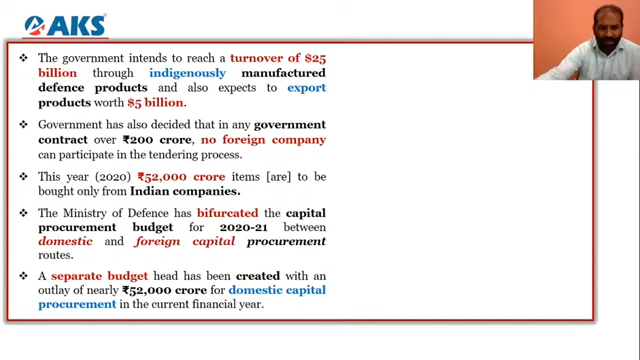 AKS
❖ The government intends to reach a turnover of $25
billion through indigenously manufactured
defence products and also expects to export
products worth $5 billion.
❖ Government has also decided that in any government
contract over ₹200 crore, no foreign company
can participate in the tendering process.
❖ This year (2020) ₹52,000 crore items [are] to be
bought only from Indian companies.
❖ The Ministry of Defence has bifurcated the capital
procurement budget for 2020-21 between
domestic and foreign capital procurement
routes.
❖ A separate budget head has been created with an
outlay of nearly ₹52,000 crore for domestic capital
procurement in the current financial year.